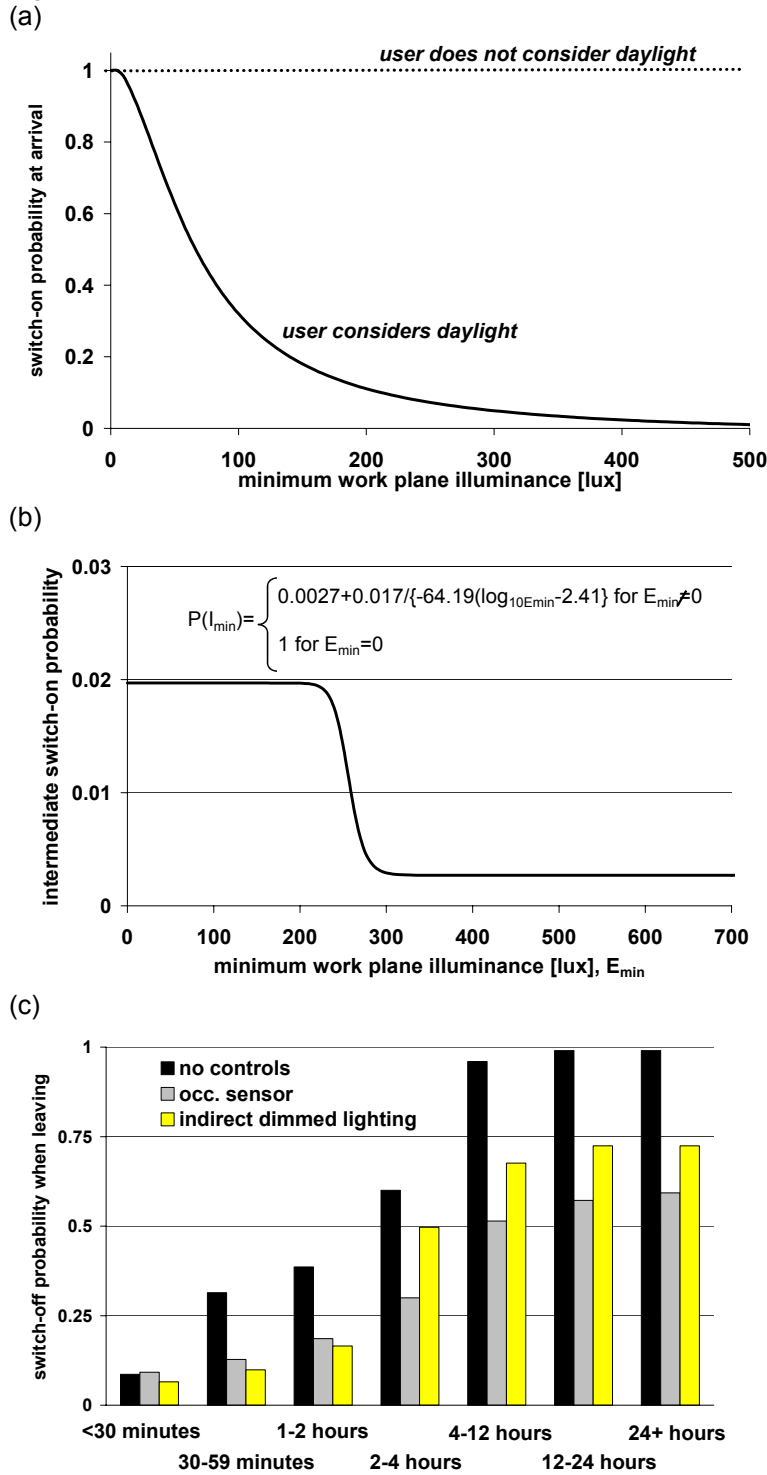 (a)
user does not consider daylight
switch-on probability at arrival
1
0.8
0.6
0.4
0.2
0
user considers daylight
0 100 200 300 400 500
minimum work plane illuminance [lux]
(b)
intermediate switch-on probability
0.03
0.02
0.01
0
P(Imin)=
0.0027+0.017/{-64.19(log10Emin-2.41} for Emin≠0
1 for Emin=0
0 100 200 300 400 500 600 700
minimum work plane illuminance [lux], Emin
(c)
switch-off probability when leaving
1
0.75
0.5
0.25
0
no controls
occ. sensor
indirect dimmed lighting
<30 minutes 1-2 hours 4-12 hours 24+ hours
30-59 minutes 2-4 hours 12-24 hours